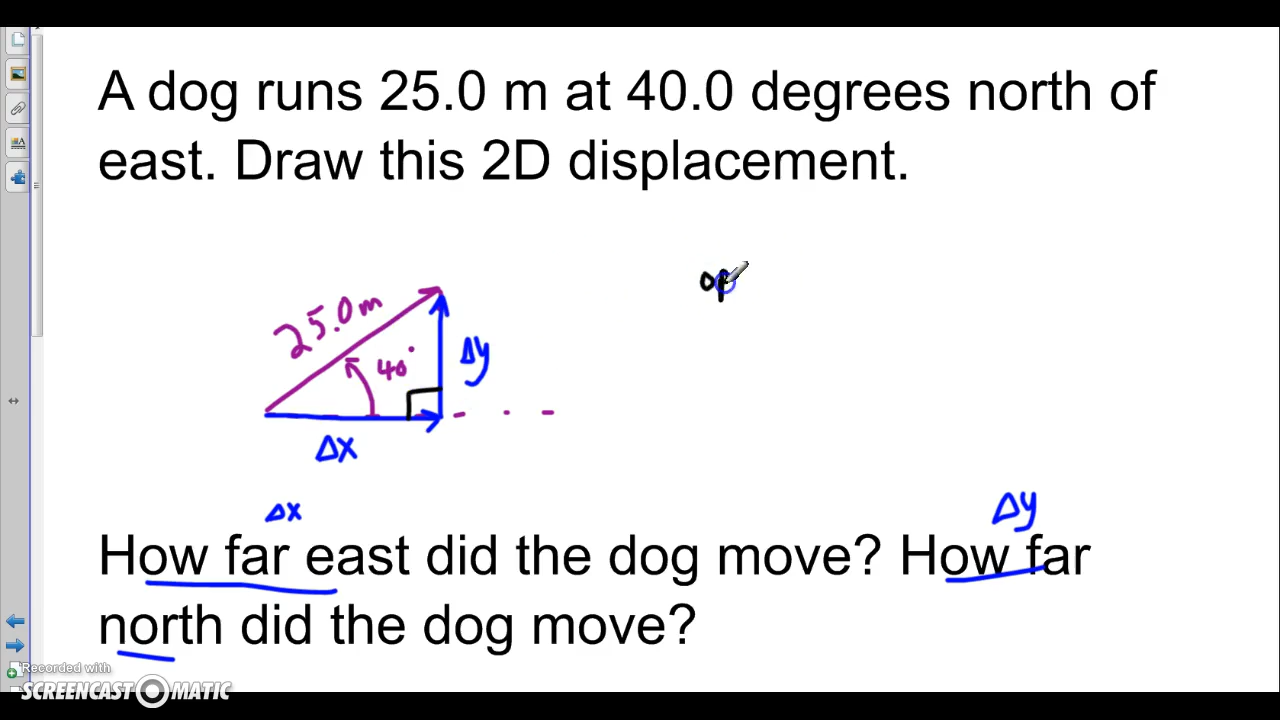 A dog runs 25.0 m at 40.0 degrees north of
east. Draw this 2D displacement.
op
25.0m
40°
Δy
Δx
Δx
Δy
How far east did the dog move? How far
north did the dog move?
Recorded with
SCREENCAST MATIC